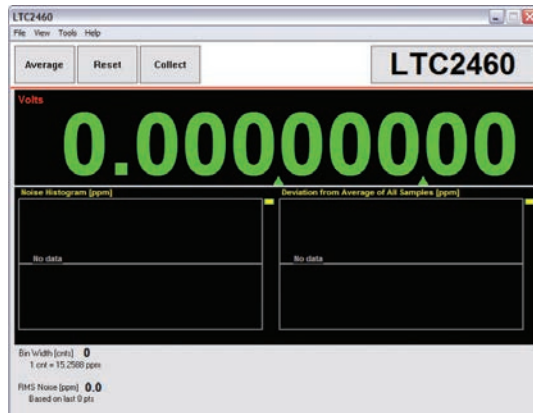 LTC2460
File View Tools Help
Average Reset Collect LTC2460
Volts
0.00000000
Noise Histogram [ppm] Deviation from Average of All Samples [ppm]
No data No data
Bin Width [cnts] 0
1 cnt = 15.2588 ppm
RMS Noise [ppm] 0.0
Based on last 0 pts